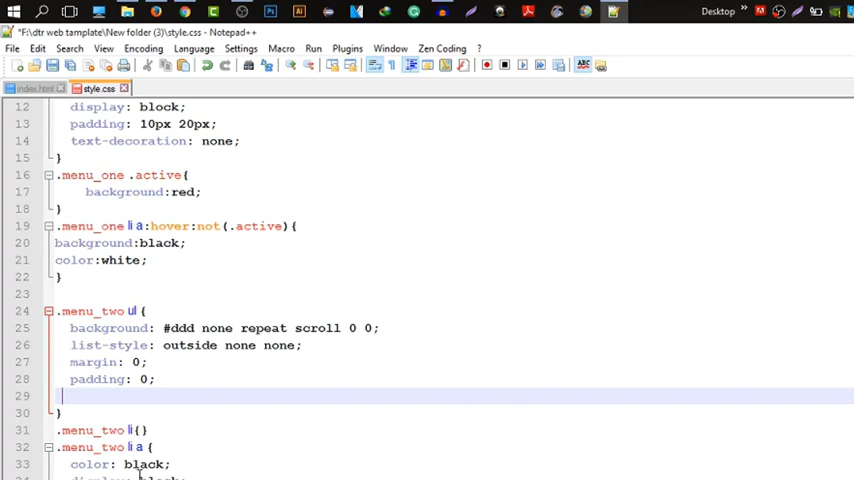 Desktop
*F:\dtr web tamplate\New folder (3)\style.css - Notepad++
File Edit Search View Encoding Language Settings Macro Run Plugins Window Zen Coding ?
index.html style.css
12 display: block;
13 padding: 10px 20px;
14 text-decoration: none;
15 }
16 .menu_one .active{
17 background:red;
18 }
19 .menu_one li a:hover:not(.active){
20 background:black;
21 color:white;
22 }
23
24 .menu_two ul {
25 background: #ddd none repeat scroll 0 0;
26 list-style: outside none none;
27 margin: 0;
28 padding: 0;
29
30 }
31 .menu_two li{}
32 .menu_two li a {
33 color: black;
34 display: block;